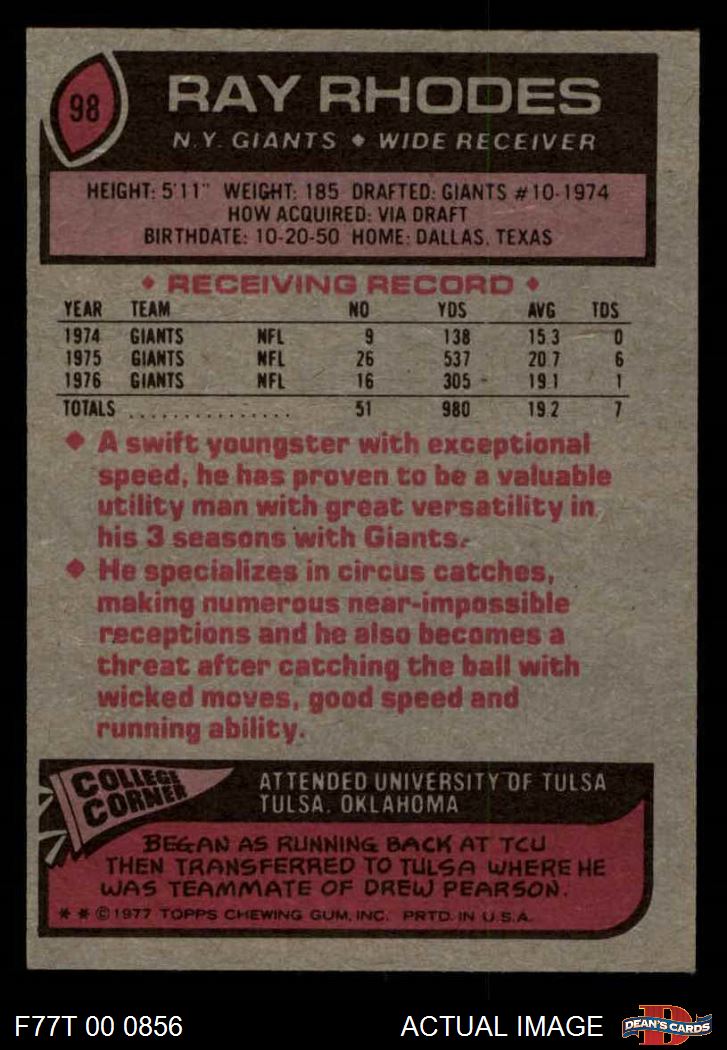 98
RAY RHODES
N.Y. GIANTS ♦ WIDE RECEIVER
HEIGHT: 5'11" WEIGHT: 185 DRAFTED: GIANTS #10-1974
HOW ACQUIRED: VIA DRAFT
BIRTHDATE: 10-20-50 HOME: DALLAS, TEXAS
♦ RECEIVING RECORD ♦
YEAR TEAM NO YDS AVG TDS
1974 GIANTS NFL 9 138 15.3 0
1975 GIANTS NFL 26 537 20.7 6
1976 GIANTS NFL 16 305 19.1 1
TOTALS ............... 51 980 19.2 7
♦ A swift youngster with exceptional
speed, he has proven to be a valuable
utility man with great versatility in
his 3 seasons with Giants.
♦ He specializes in circus catches,
making numerous near-impossible
receptions and he also becomes a
threat after catching the ball with
wicked moves, good speed and
running ability.
COLLEGE
CORNER
ATTENDED UNIVERSITY OF TULSA
TULSA, OKLAHOMA
BEGAN AS RUNNING BACK AT TCU
THEN TRANSFERRED TO TULSA WHERE HE
WAS TEAMMATE OF DREW PEARSON.
* * © 1977 TOPPS CHEWING GUM, INC. PRTD. IN U.S.A.
F77T 00 0856
ACTUAL IMAGE
D
DEAN'S CARDS